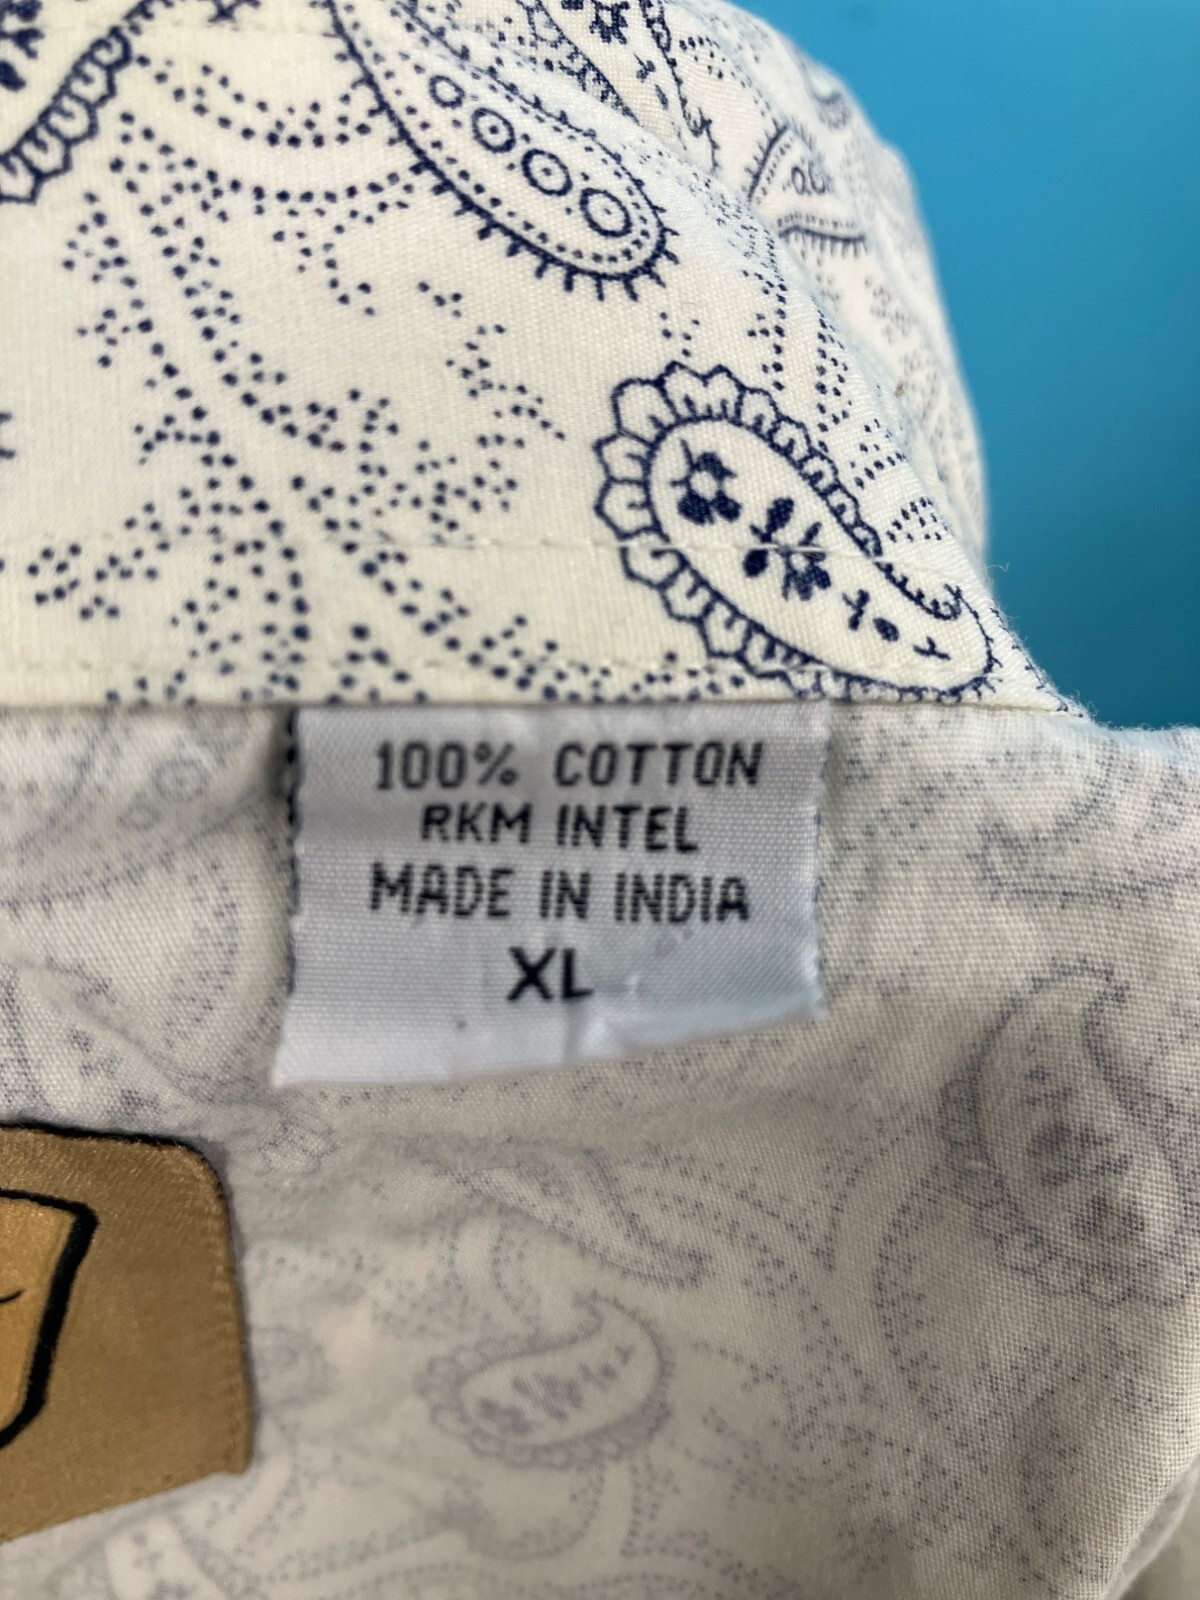 100% COTTON
RKM INTEL
MADE IN INDIA
XL